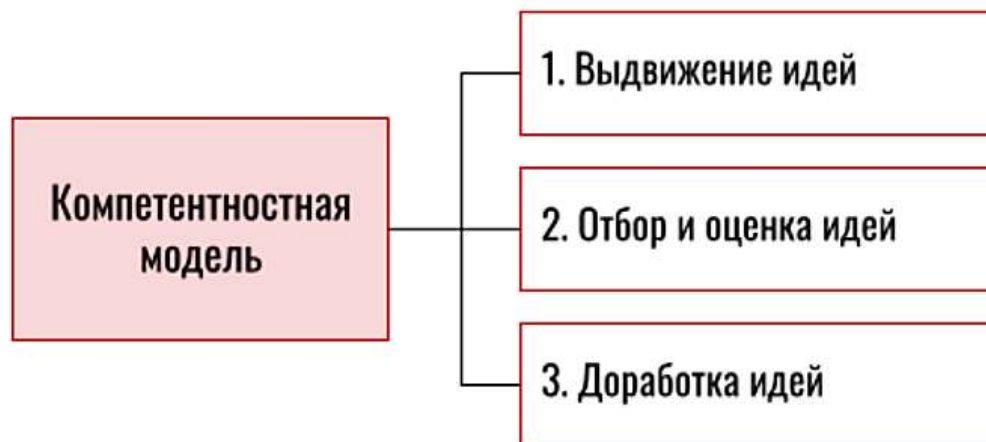 Компетентностная
модель
1. Выдвижение идей
2. Отбор и оценка идей
3. Доработка идей